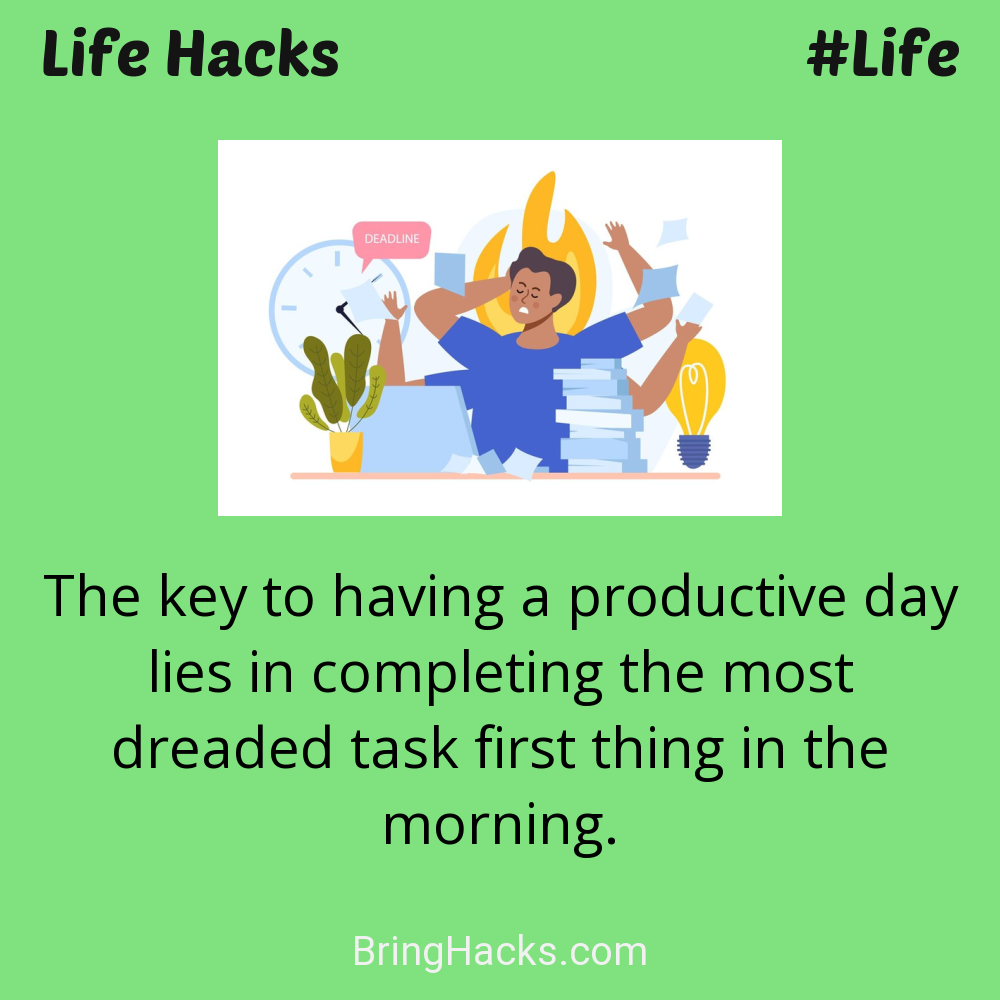 Life Hacks
#Life
DEADLINE
The key to having a productive day
lies in completing the most
dreaded task first thing in the
morning.
BringHacks.com